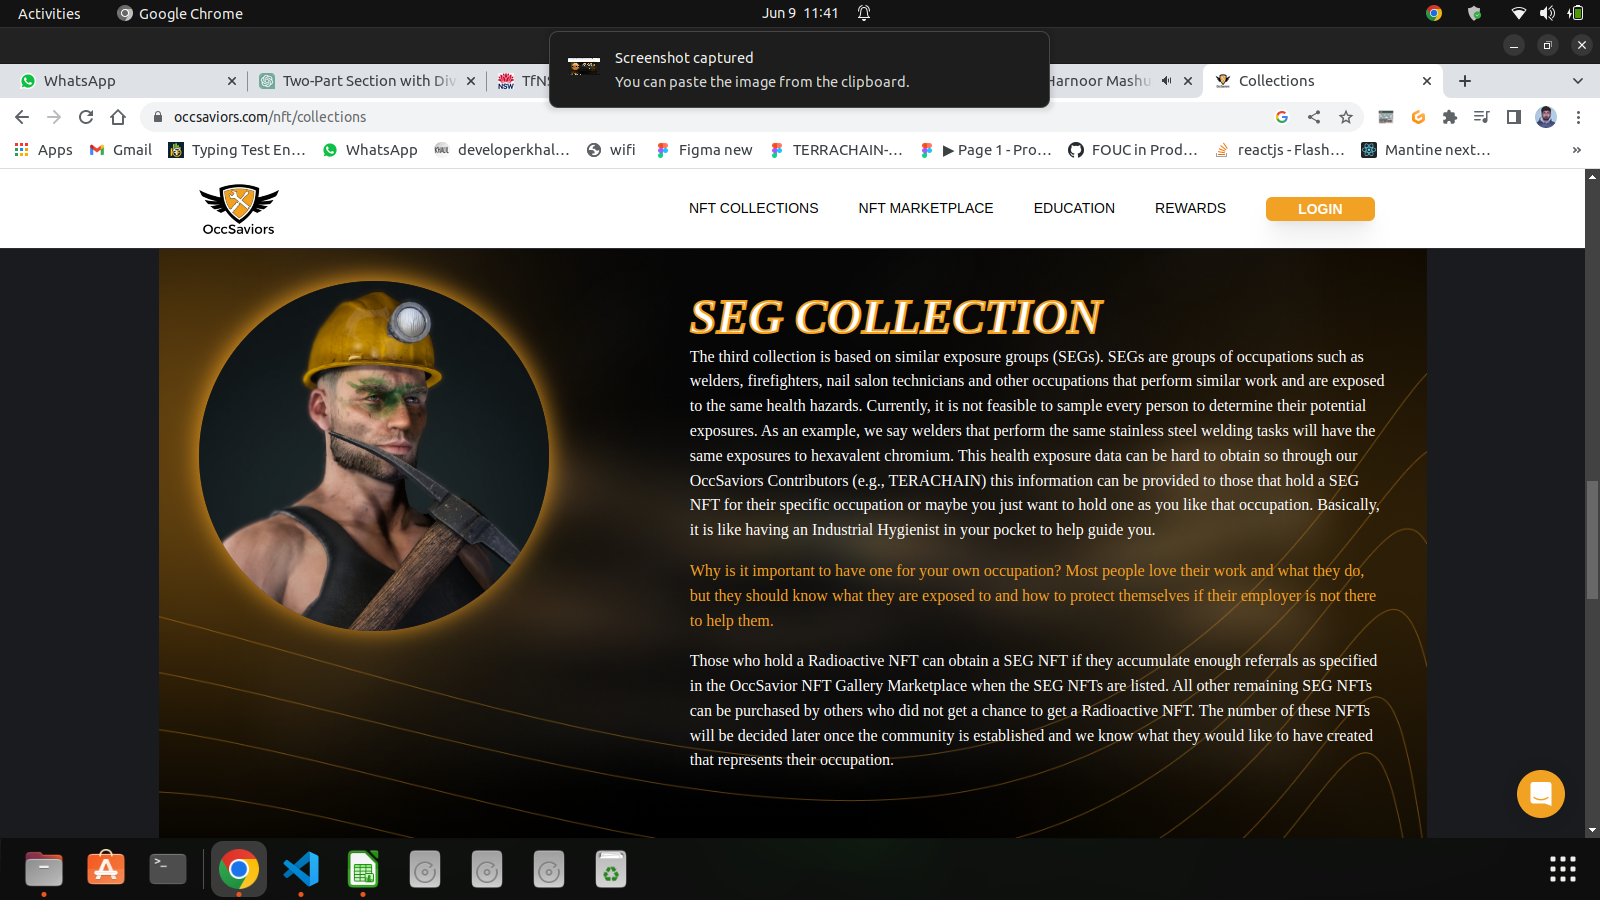 Activities
Google Chrome
Jun 9 11:41
Screenshot captured
You can paste the image from the clipboard.
WhatsApp
Two-Part Section with Div
TfNS
Harnoor Mashu
Collections
occsaviors.com/nft/collections
Apps
Gmail
Typing Test En...
WhatsApp
developerkhal...
wifi
Figma new
TERRACHAIN-...
▶ Page 1 - Pro...
FOUC in Prod...
reactjs - Flash...
Mantine next...
»
OccSaviors
NFT COLLECTIONS
NFT MARKETPLACE
EDUCATION
REWARDS
LOGIN
SEG COLLECTION
The third collection is based on similar exposure groups (SEGs). SEGs are groups of occupations such as
welders, firefighters, nail salon technicians and other occupations that perform similar work and are exposed
to the same health hazards. Currently, it is not feasible to sample every person to determine their potential
exposures. As an example, we say welders that perform the same stainless steel welding tasks will have the
same exposures to hexavalent chromium. This health exposure data can be hard to obtain so through our
OccSaviors Contributors (e.g., TERACHAIN) this information can be provided to those that hold a SEG
NFT for their specific occupation or maybe you just want to hold one as you like that occupation. Basically,
it is like having an Industrial Hygienist in your pocket to help guide you.
Why is it important to have one for your own occupation? Most people love their work and what they do,
but they should know what they are exposed to and how to protect themselves if their employer is not there
to help them.
Those who hold a Radioactive NFT can obtain a SEG NFT if they accumulate enough referrals as specified
in the OccSavior NFT Gallery Marketplace when the SEG NFTs are listed. All other remaining SEG NFTs
can be purchased by others who did not get a chance to get a Radioactive NFT. The number of these NFTs
will be decided later once the community is established and we know what they would like to have created
that represents their occupation.